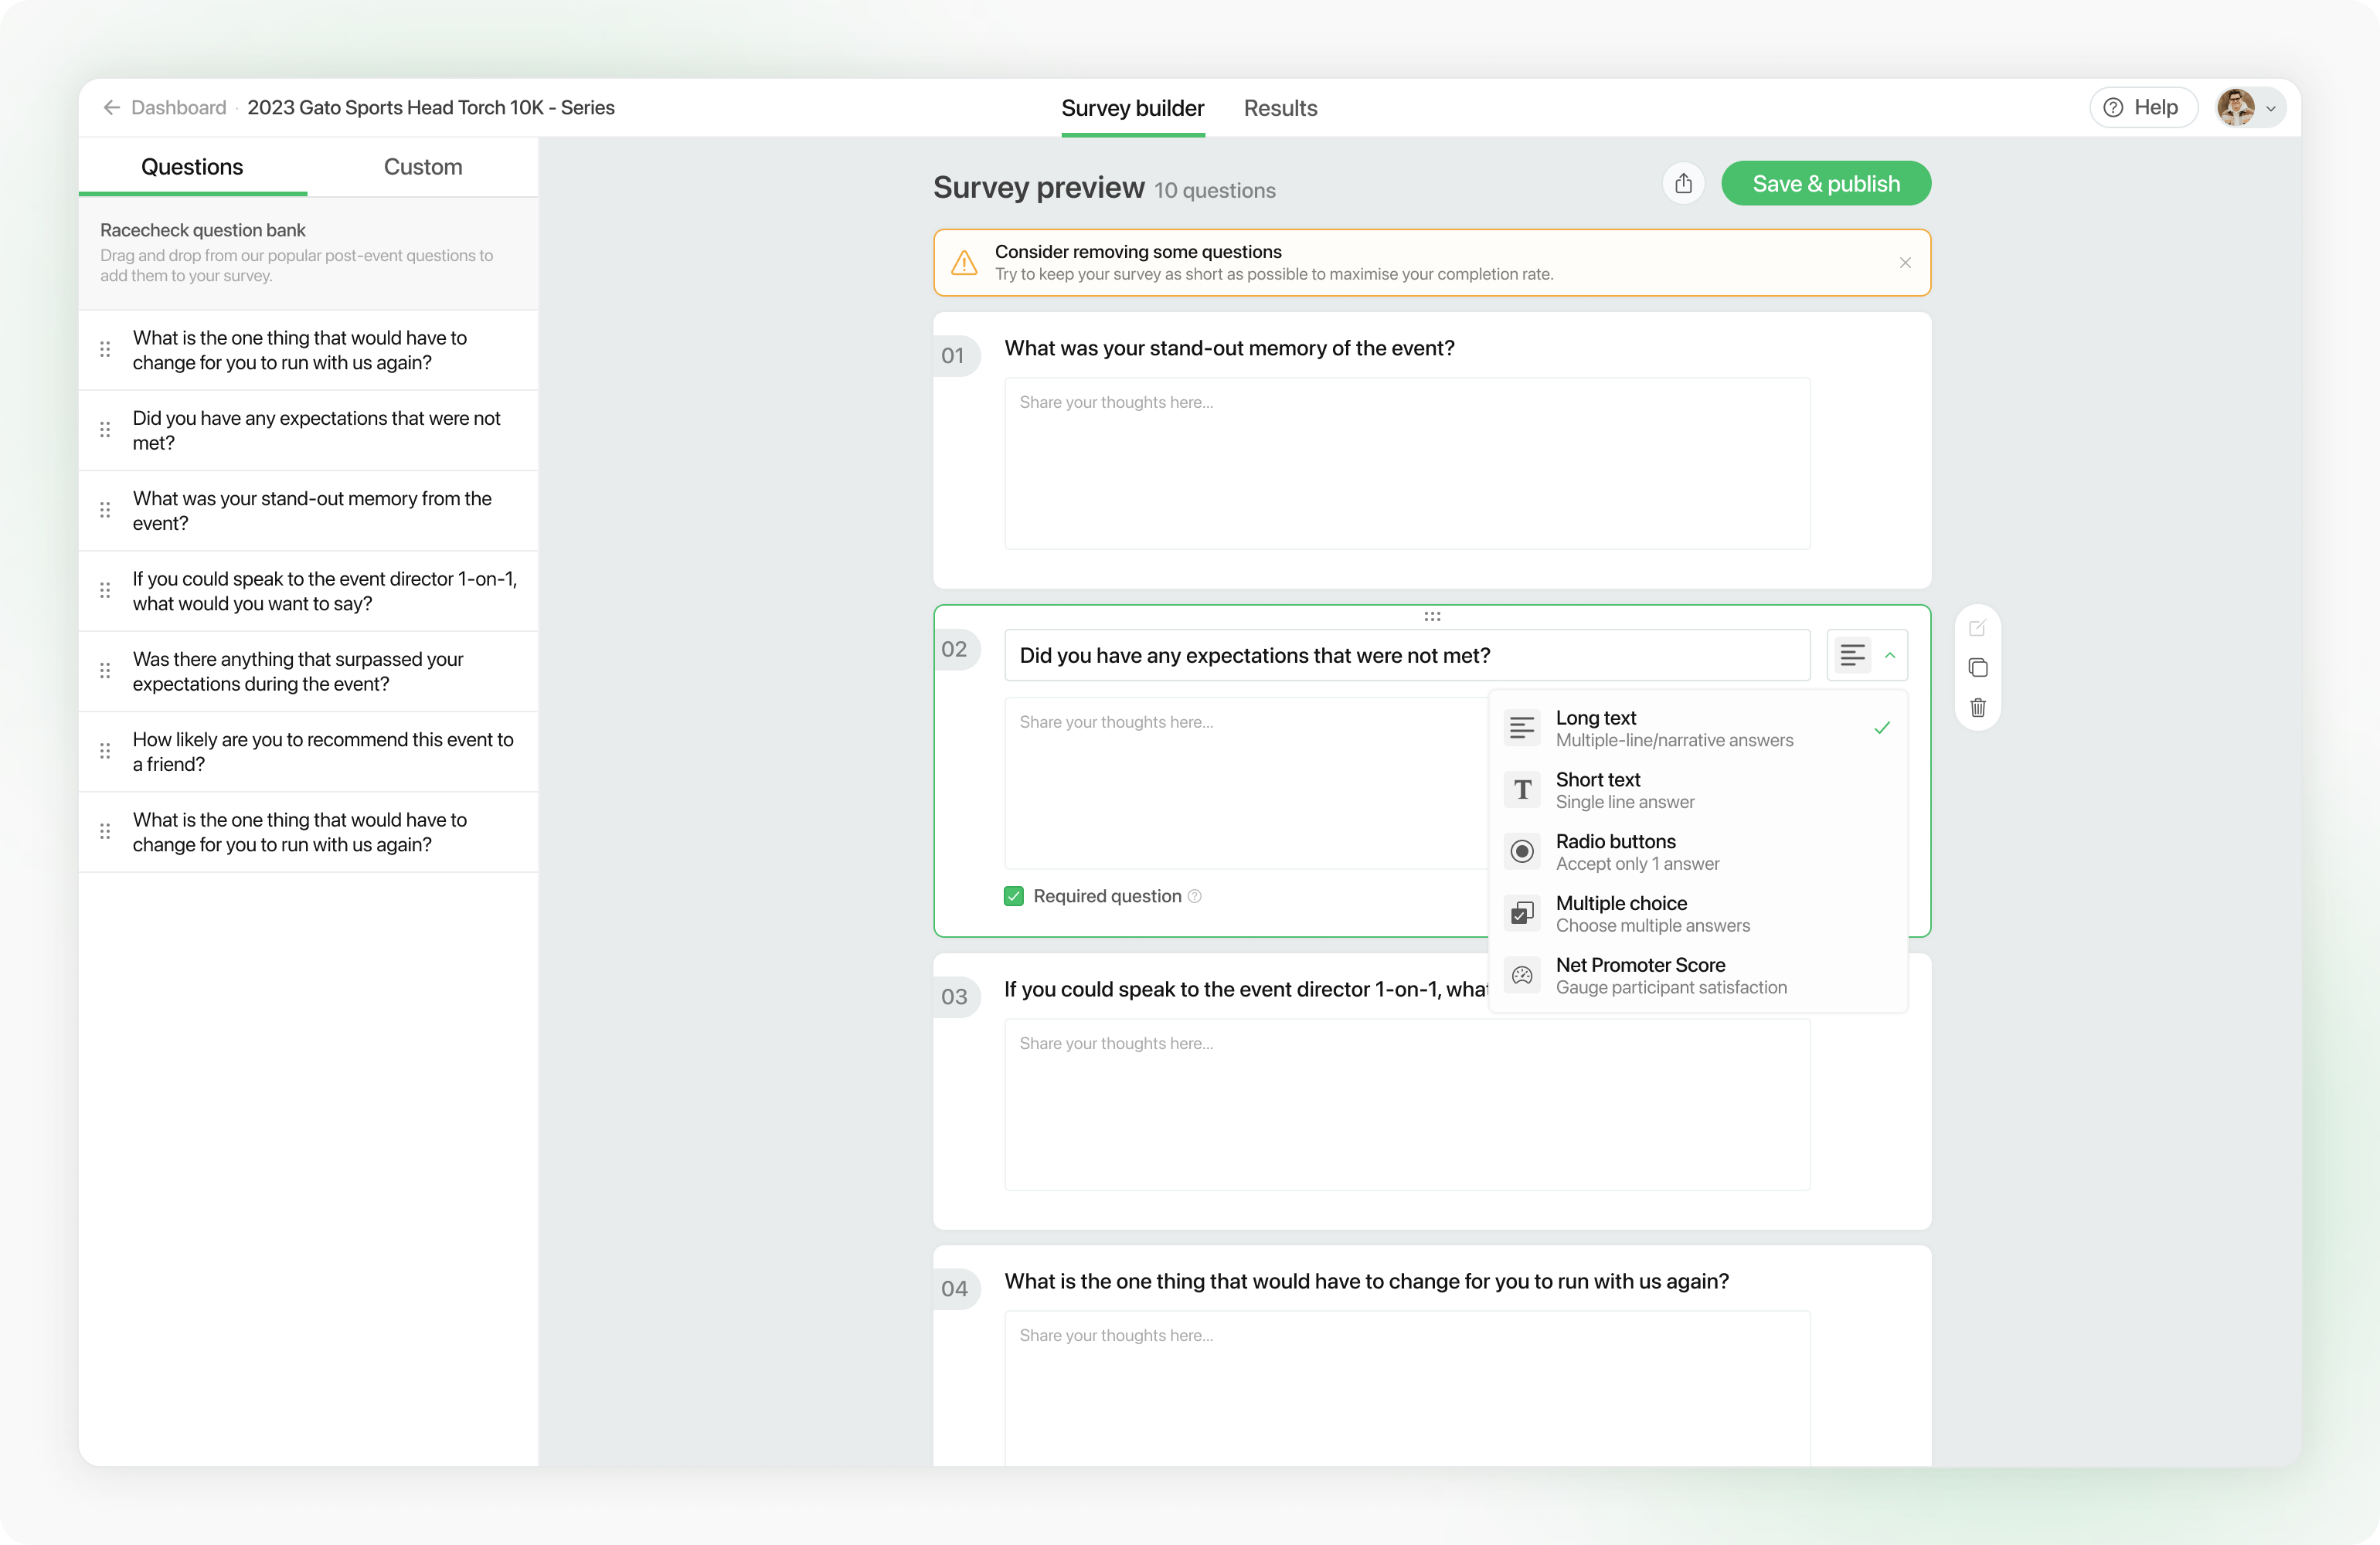 Dashboard · 2023 Gato Sports Head Torch 10K - Series
Survey builder
Results
Help
Questions
Custom
Racecheck question bank
Drag and drop from our popular post-event questions to
add them to your survey.
What is the one thing that would have to
change for you to run with us again?
Did you have any expectations that were not
met?
What was your stand-out memory from the
event?
If you could speak to the event director 1-on-1,
what would you want to say?
Was there anything that surpassed your
expectations during the event?
How likely are you to recommend this event to
a friend?
What is the one thing that would have to
change for you to run with us again?
Survey preview 10 questions
Save & publish
Consider removing some questions
Try to keep your survey as short as possible to maximise your completion rate.
01
What was your stand-out memory of the event?
Share your thoughts here...
02
Did you have any expectations that were not met?
Share your thoughts here...
Required question
Long text
Multiple-line/narrative answers
Short text
Single line answer
Radio buttons
Accept only 1 answer
Multiple choice
Choose multiple answers
Net Promoter Score
Gauge participant satisfaction
03
If you could speak to the event director 1-on-1, what
Share your thoughts here...
04
What is the one thing that would have to change for you to run with us again?
Share your thoughts here...